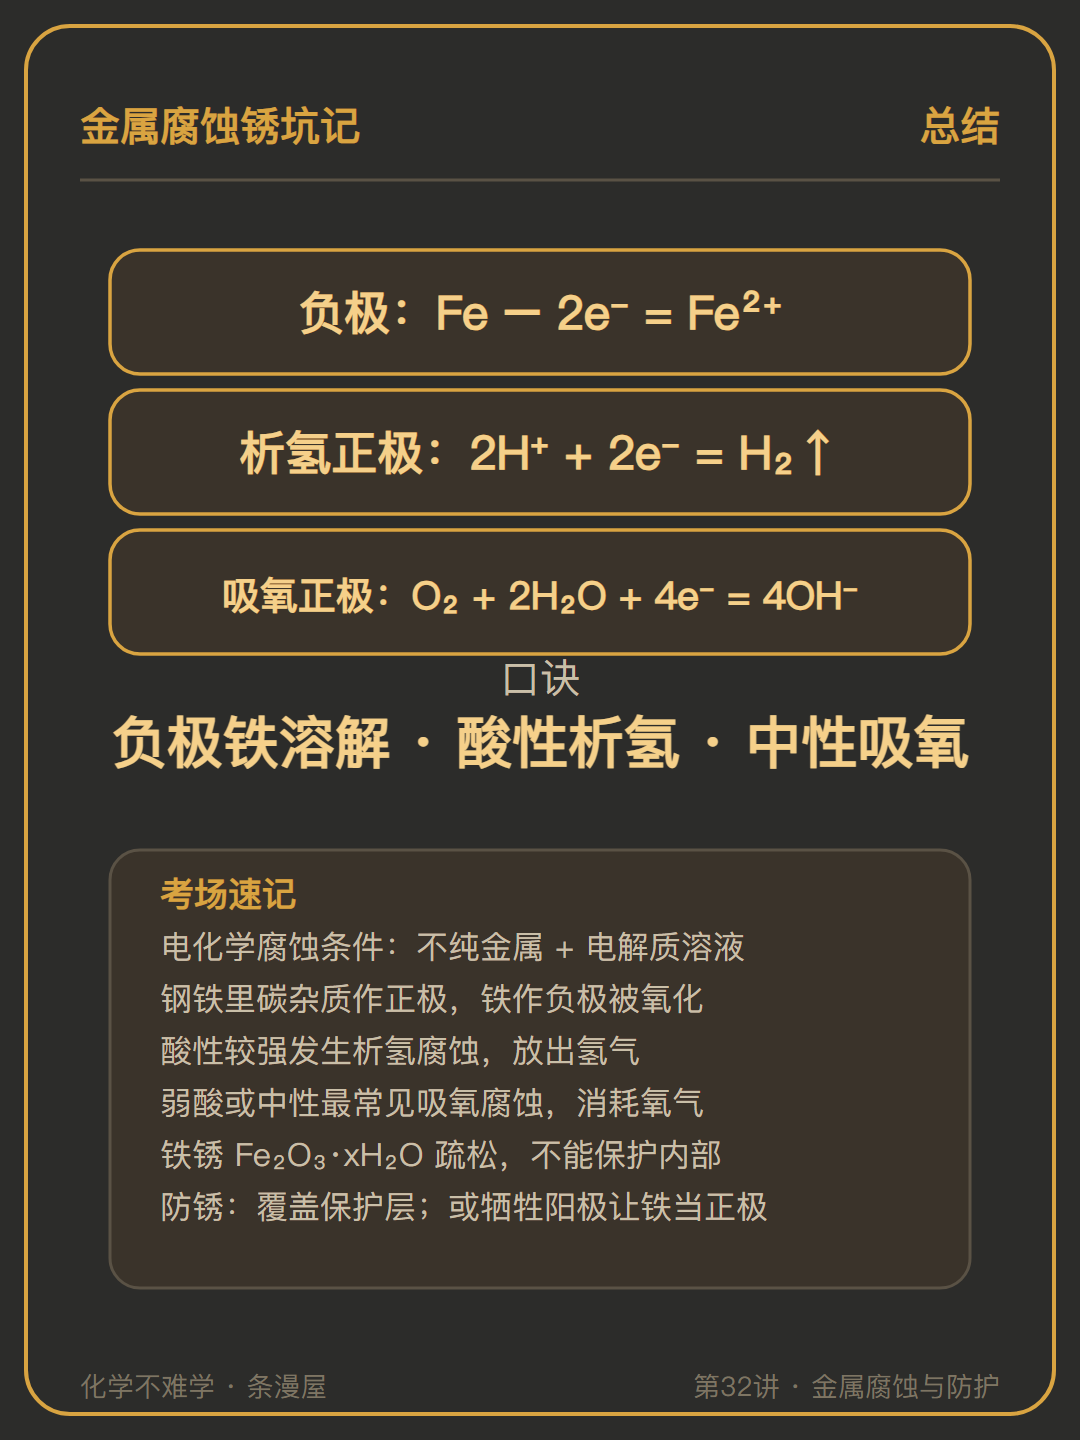 金属腐蚀锈坑记
总结
负极：Fe － 2e⁻ = Fe²⁺
析氢正极：2H⁺ + 2e⁻ = H₂↑
吸氧正极：O₂ + 2H₂O + 4e⁻ = 4OH⁻
口诀
负极铁溶解 · 酸性析氢 · 中性吸氧
考场速记
电化学腐蚀条件：不纯金属 + 电解质溶液
钢铁里碳杂质作正极，铁作负极被氧化
酸性较强发生析氢腐蚀，放出氢气
弱酸或中性最常见吸氧腐蚀，消耗氧气
铁锈 Fe₂O₃·xH₂O 疏松，不能保护内部
防锈：覆盖保护层；或牺牲阳极让铁当正极
化学不难学 · 条漫屋
第32讲 · 金属腐蚀与防护